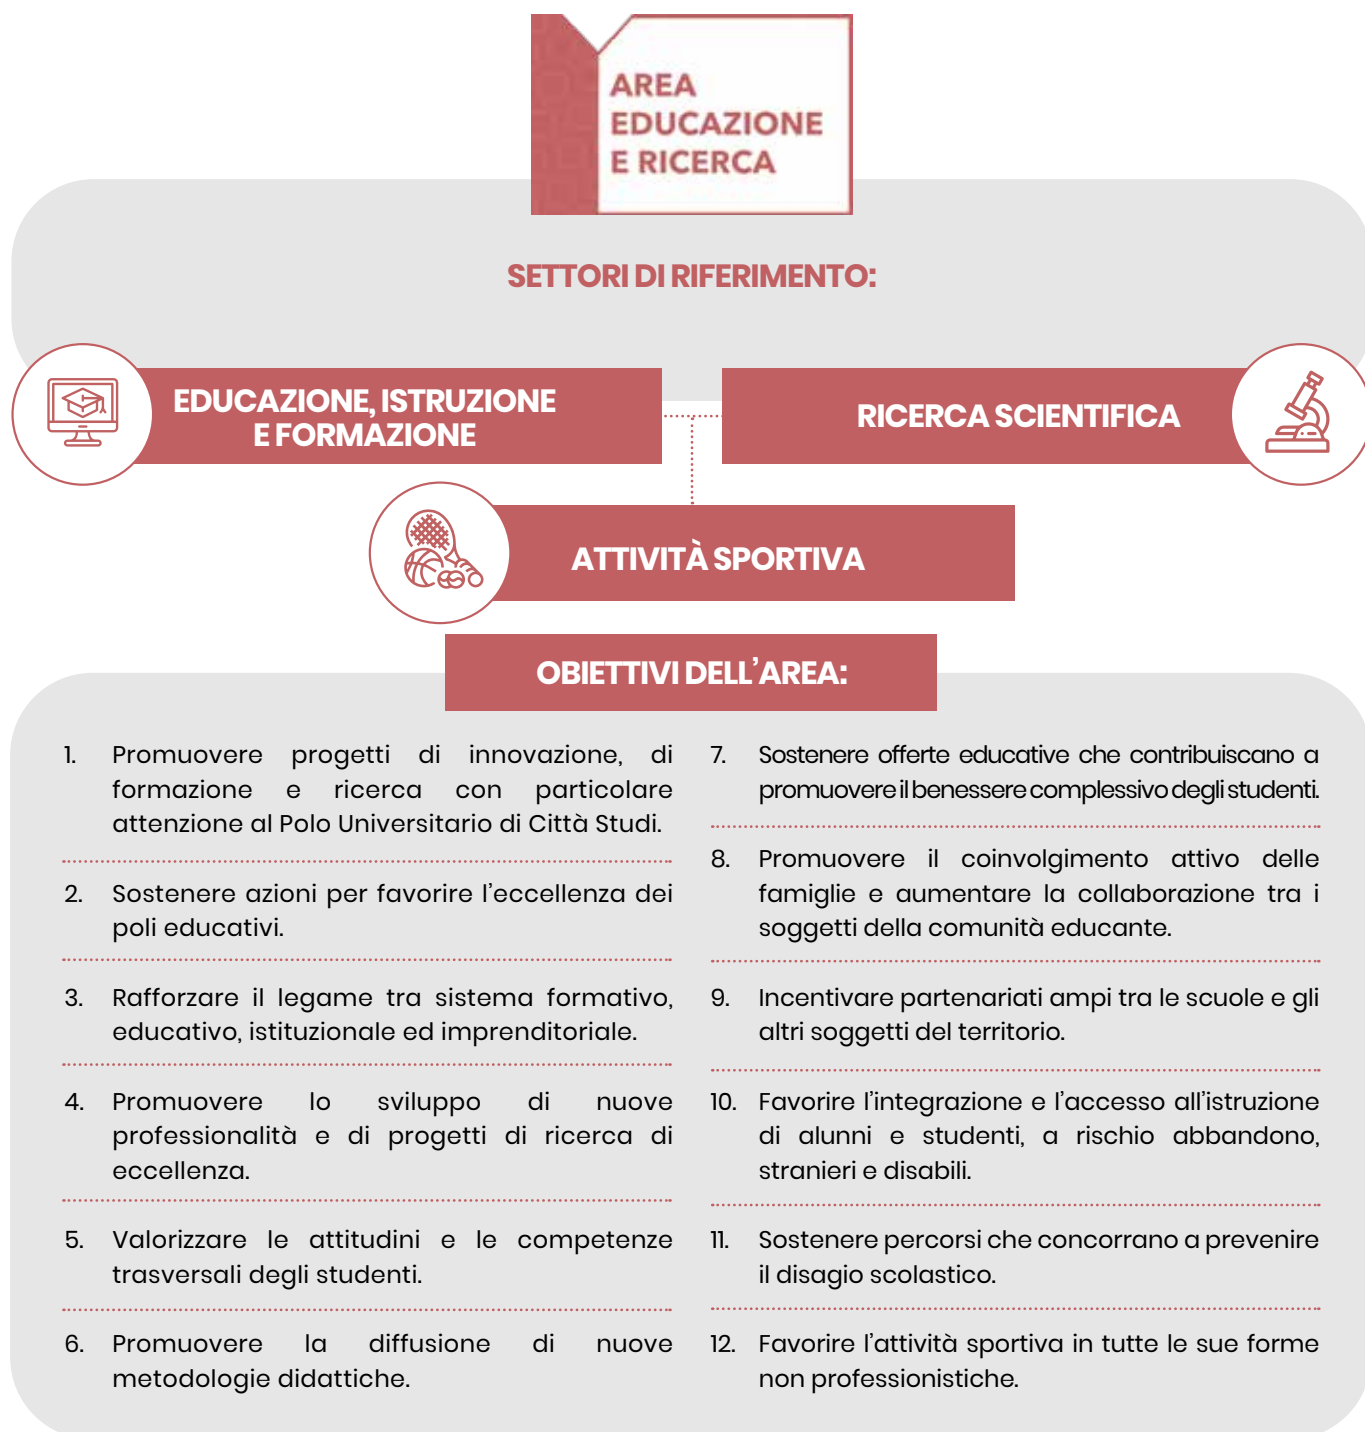 AREA
EDUCAZIONE
E RICERCA
SETTORI DI RIFERIMENTO:
EDUCAZIONE, ISTRUZIONE
E FORMAZIONE
RICERCA SCIENTIFICA
ATTIVITÀ SPORTIVA
OBIETTIVI DELL'AREA:
1. Promuovere progetti di innovazione, di
formazione e ricerca con particolare
attenzione al Polo Universitario di Città Studi.
2. Sostenere azioni per favorire l'eccellenza dei
poli educativi.
3. Rafforzare il legame tra sistema formativo,
educativo, istituzionale ed imprenditoriale.
4. Promuovere lo sviluppo di nuove
professionalità e di progetti di ricerca di
eccellenza.
5. Valorizzare le attitudini e le competenze
trasversali degli studenti.
6. Promuovere la diffusione di nuove
metodologie didattiche.
7. Sostenere offerte educative che contribuiscano a
promuovere il benessere complessivo degli studenti.
8. Promuovere il coinvolgimento attivo delle
famiglie e aumentare la collaborazione tra i
soggetti della comunità educante.
9. Incentivare partenariati ampi tra le scuole e gli
altri soggetti del territorio.
10. Favorire l'integrazione e l'accesso all'istruzione
di alunni e studenti, a rischio abbandono,
stranieri e disabili.
11. Sostenere percorsi che concorrano a prevenire
il disagio scolastico.
12. Favorire l'attività sportiva in tutte le sue forme
non professionistiche.